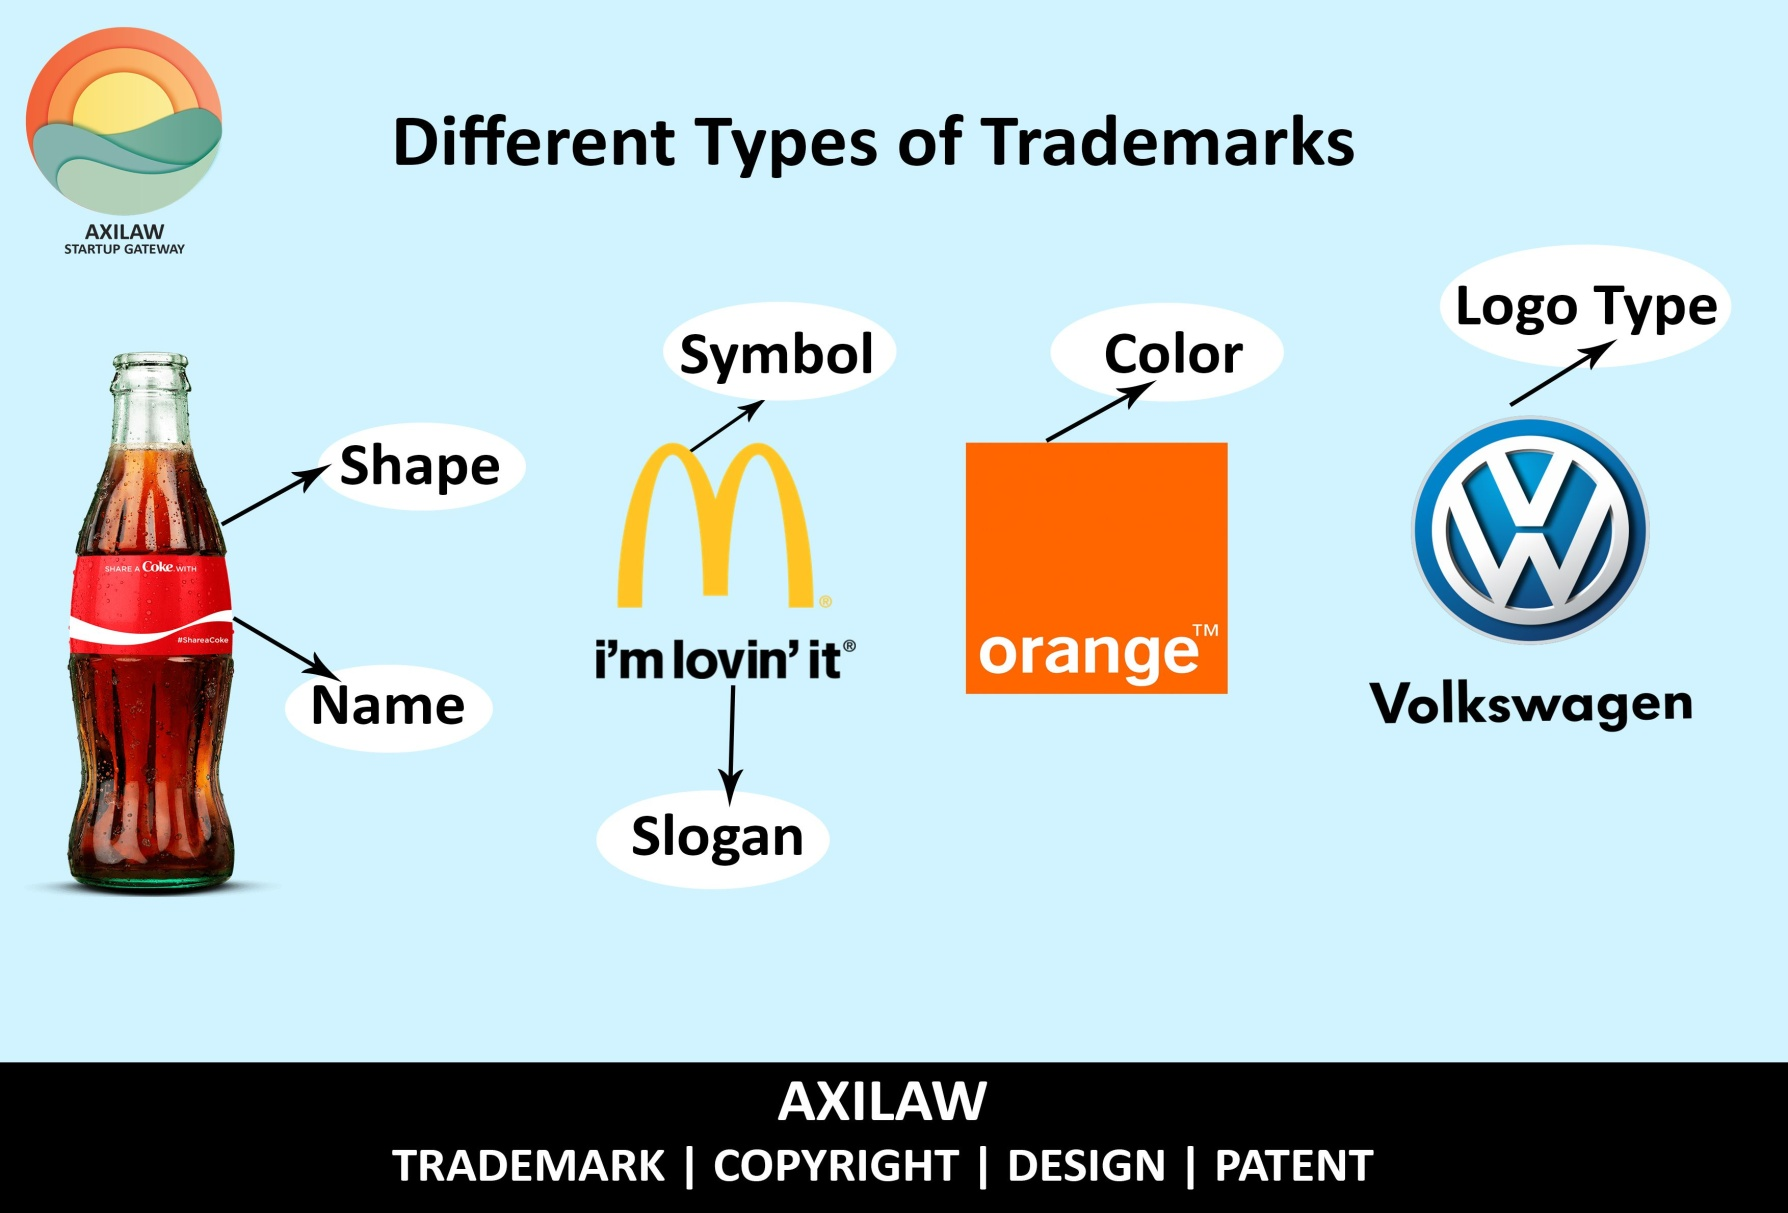 AXILAW
STARTUP GATEWAY
Different Types of Trademarks
Shape
SHARE A Coke WITH
#ShareaCoke
Name
Symbol
M®
i'm lovin' it®
Slogan
Color
orange™
Logo Type
VW
Volkswagen
AXILAW
TRADEMARK | COPYRIGHT | DESIGN | PATENT